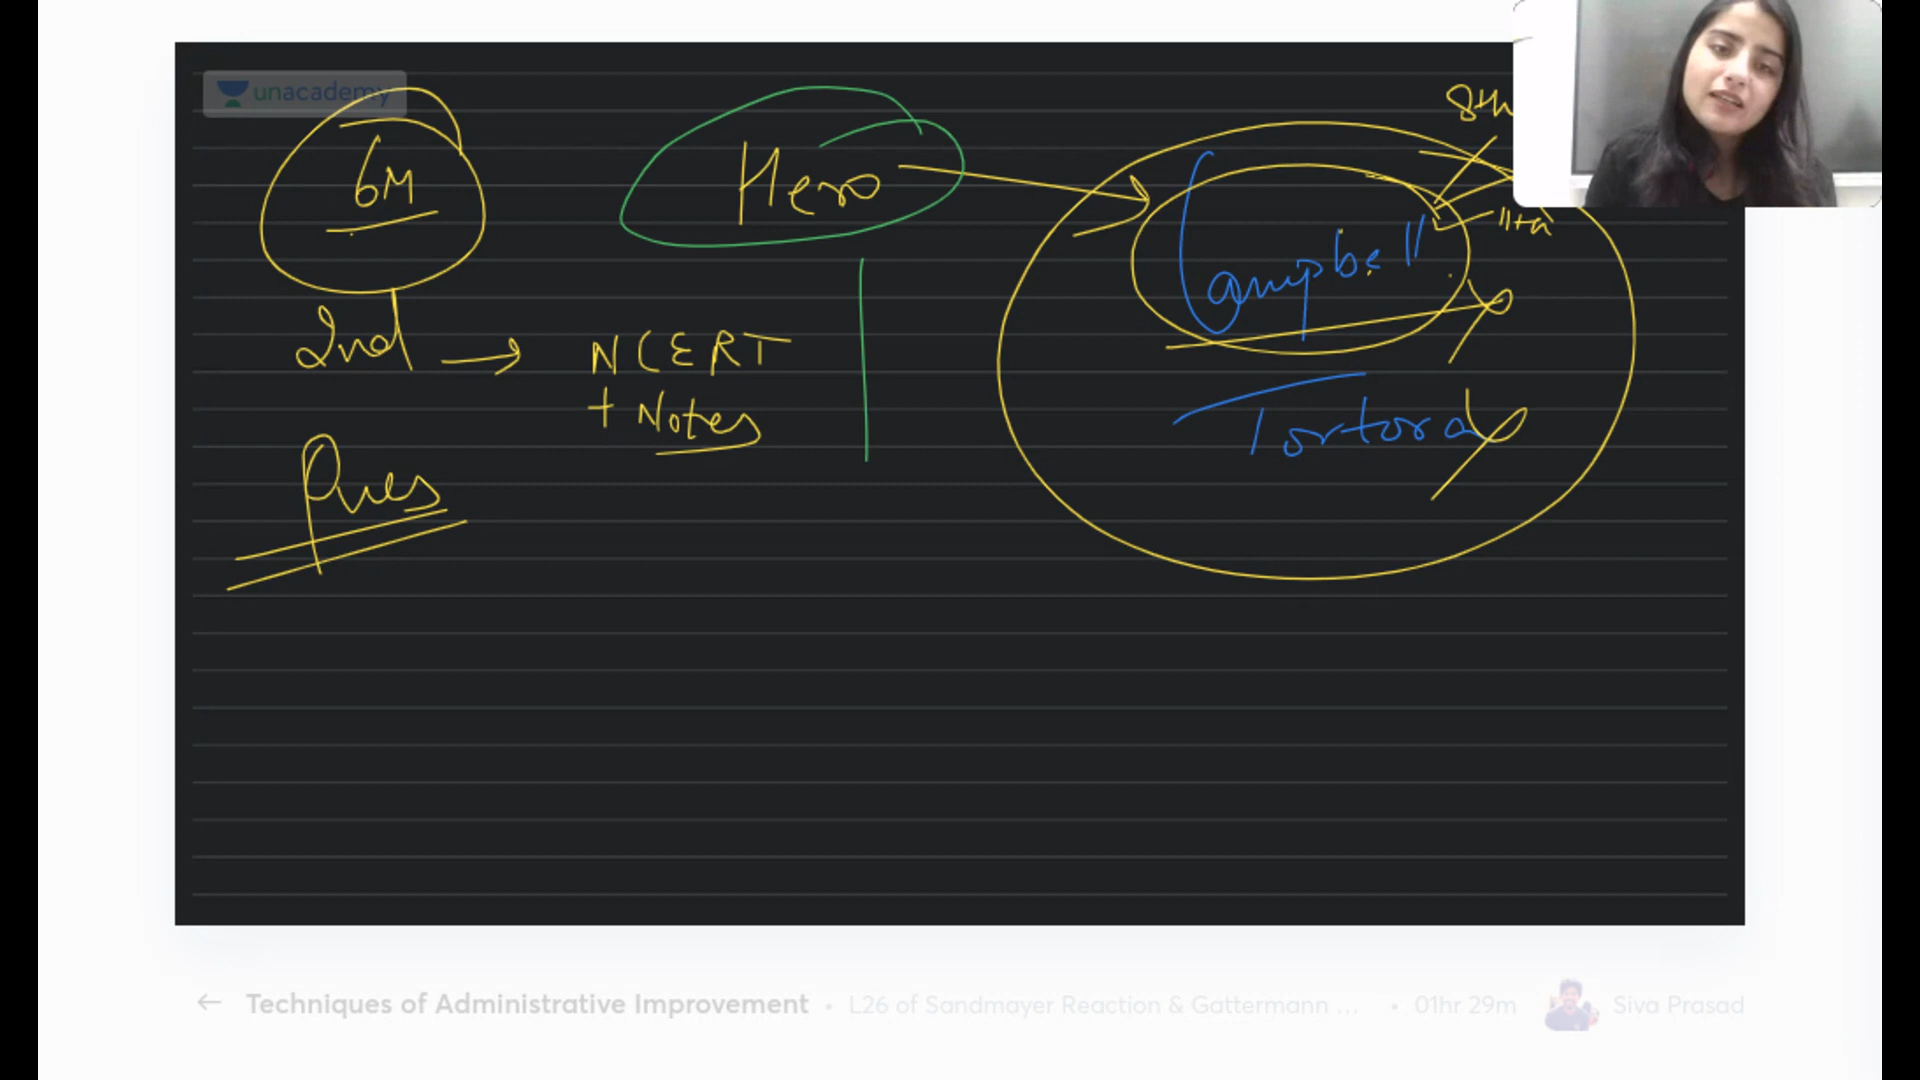 unacademy
6M
Hero
8th
11th
Campbell
2nd → NCERT
+ Notes
Tortora
Ques
← Techniques of Administrative Improvement • L26 of Sandmayer Reaction & Gattermann ... • 01hr 29m Siva Prasad